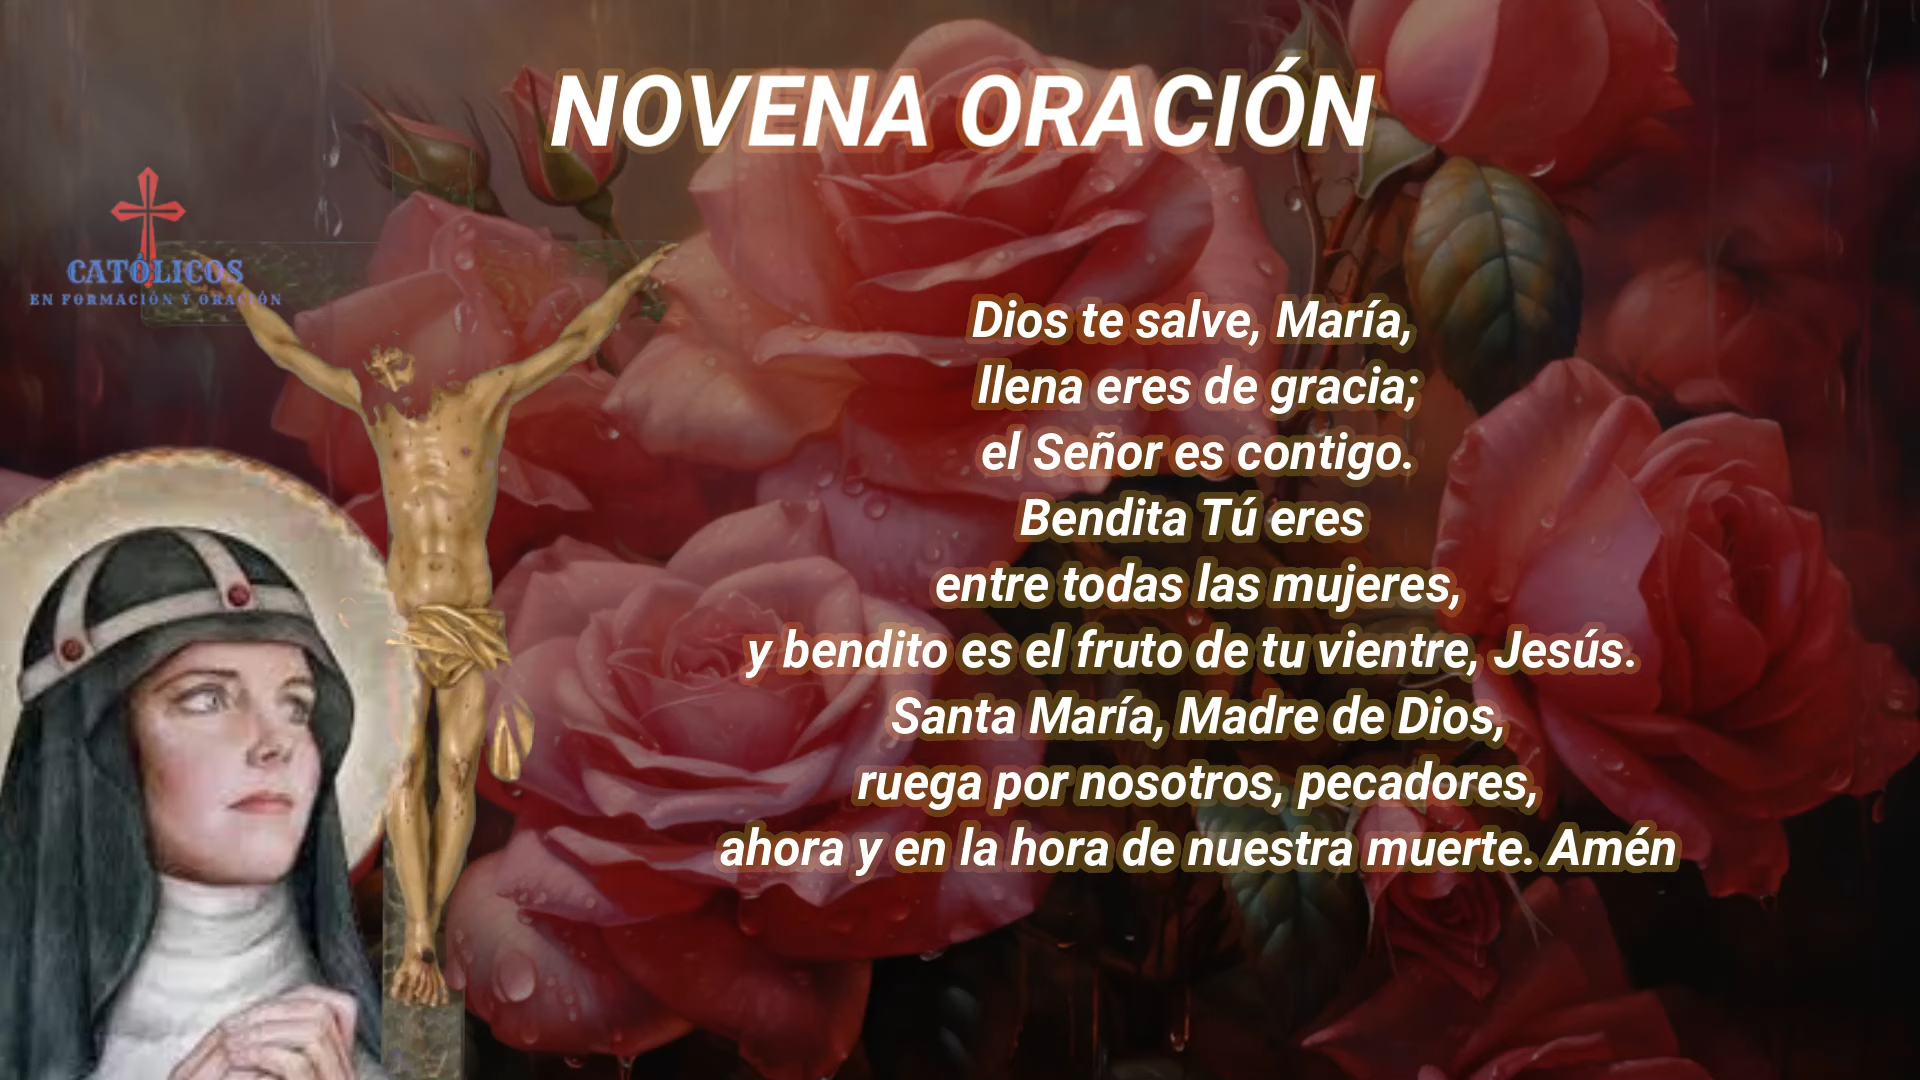 NOVENA ORACIÓN
CATÓLICOS
EN FORMACIÓN Y ORACIÓN
Dios te salve, María,
llena eres de gracia;
el Señor es contigo.
Bendita Tú eres
entre todas las mujeres,
y bendito es el fruto de tu vientre, Jesús.
Santa María, Madre de Dios,
ruega por nosotros, pecadores,
ahora y en la hora de nuestra muerte. Amén